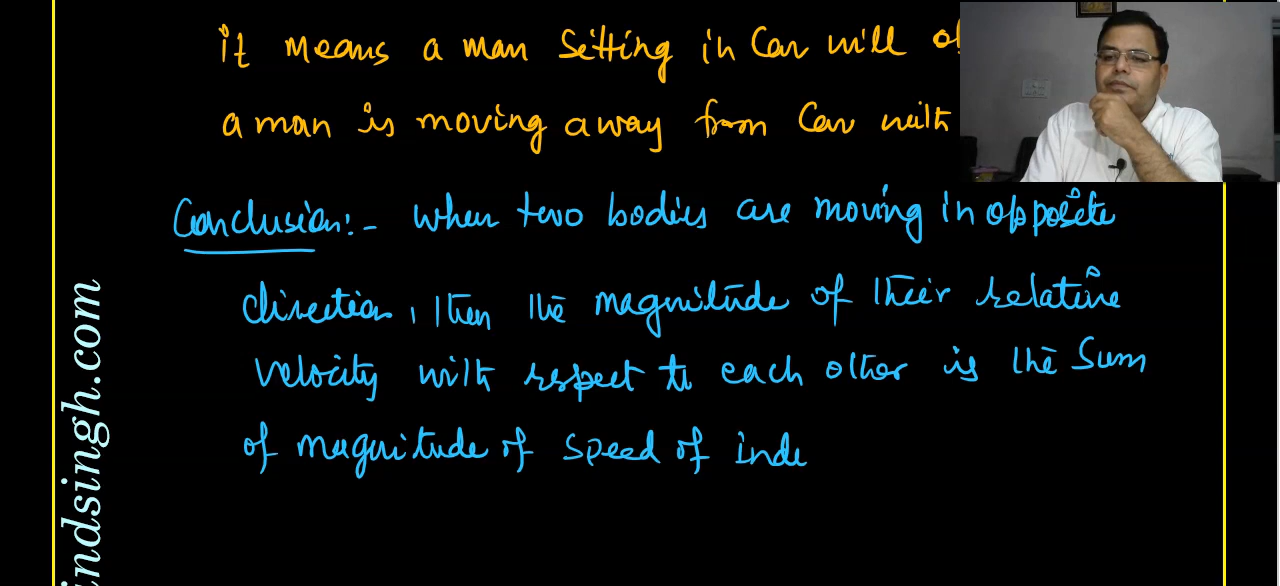 it means a man sitting in Car will
a man is moving away from Car with
Conclusion:- when two bodies are moving in opposite
direction, then the magnitude of their relative
velocity with respect to each other is the Sum
of magnitude of speed of inde
indsingh.com